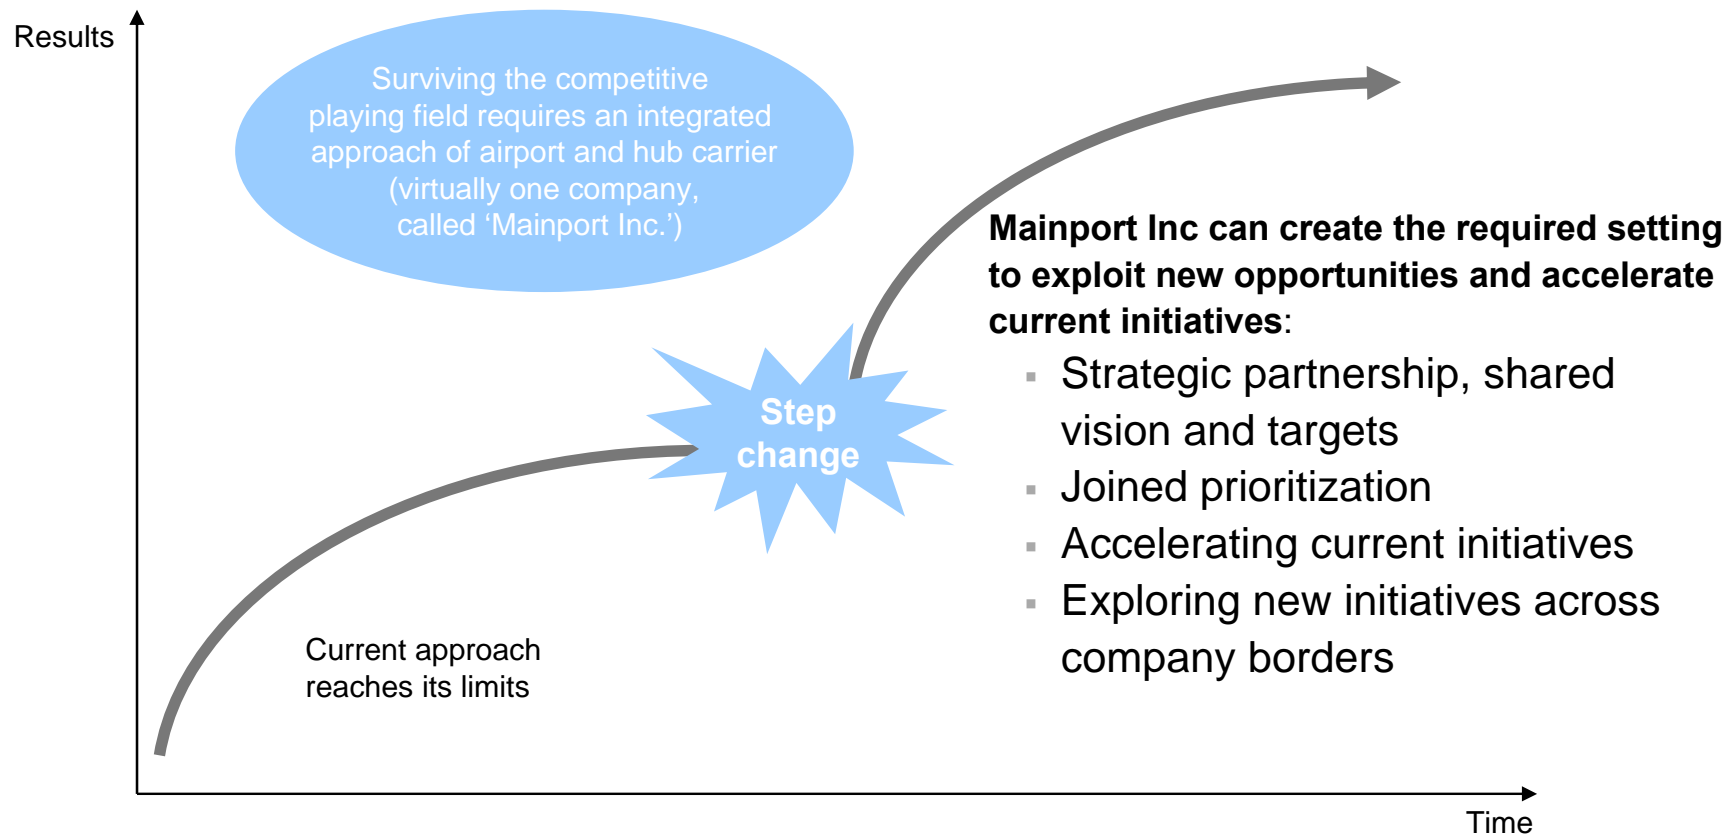 Results
Surviving the competitive
playing field requires an integrated
approach of airport and hub carrier
(virtually one company,
called ‘Mainport Inc.’)
Mainport Inc can create the required setting
to exploit new opportunities and accelerate
current initiatives:
▪ Strategic partnership, shared
vision and targets
▪ Joined prioritization
▪ Accelerating current initiatives
▪ Exploring new initiatives across
company borders
Step
change
Current approach
reaches its limits
Time